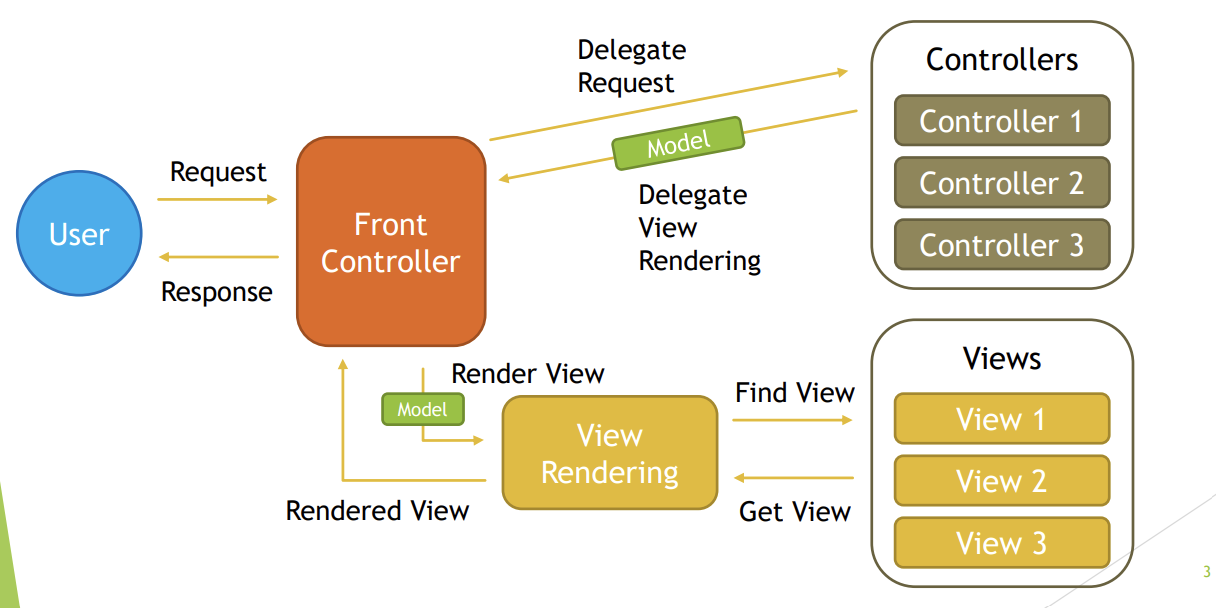 Delegate
Request
Controllers
Controller 1
Controller 2
Controller 3
Model
Delegate
View
Rendering
Request
User
Front
Controller
Response
Render View
Model
View
Rendering
Rendered View
Find View
Get View
Views
View 1
View 2
View 3
3